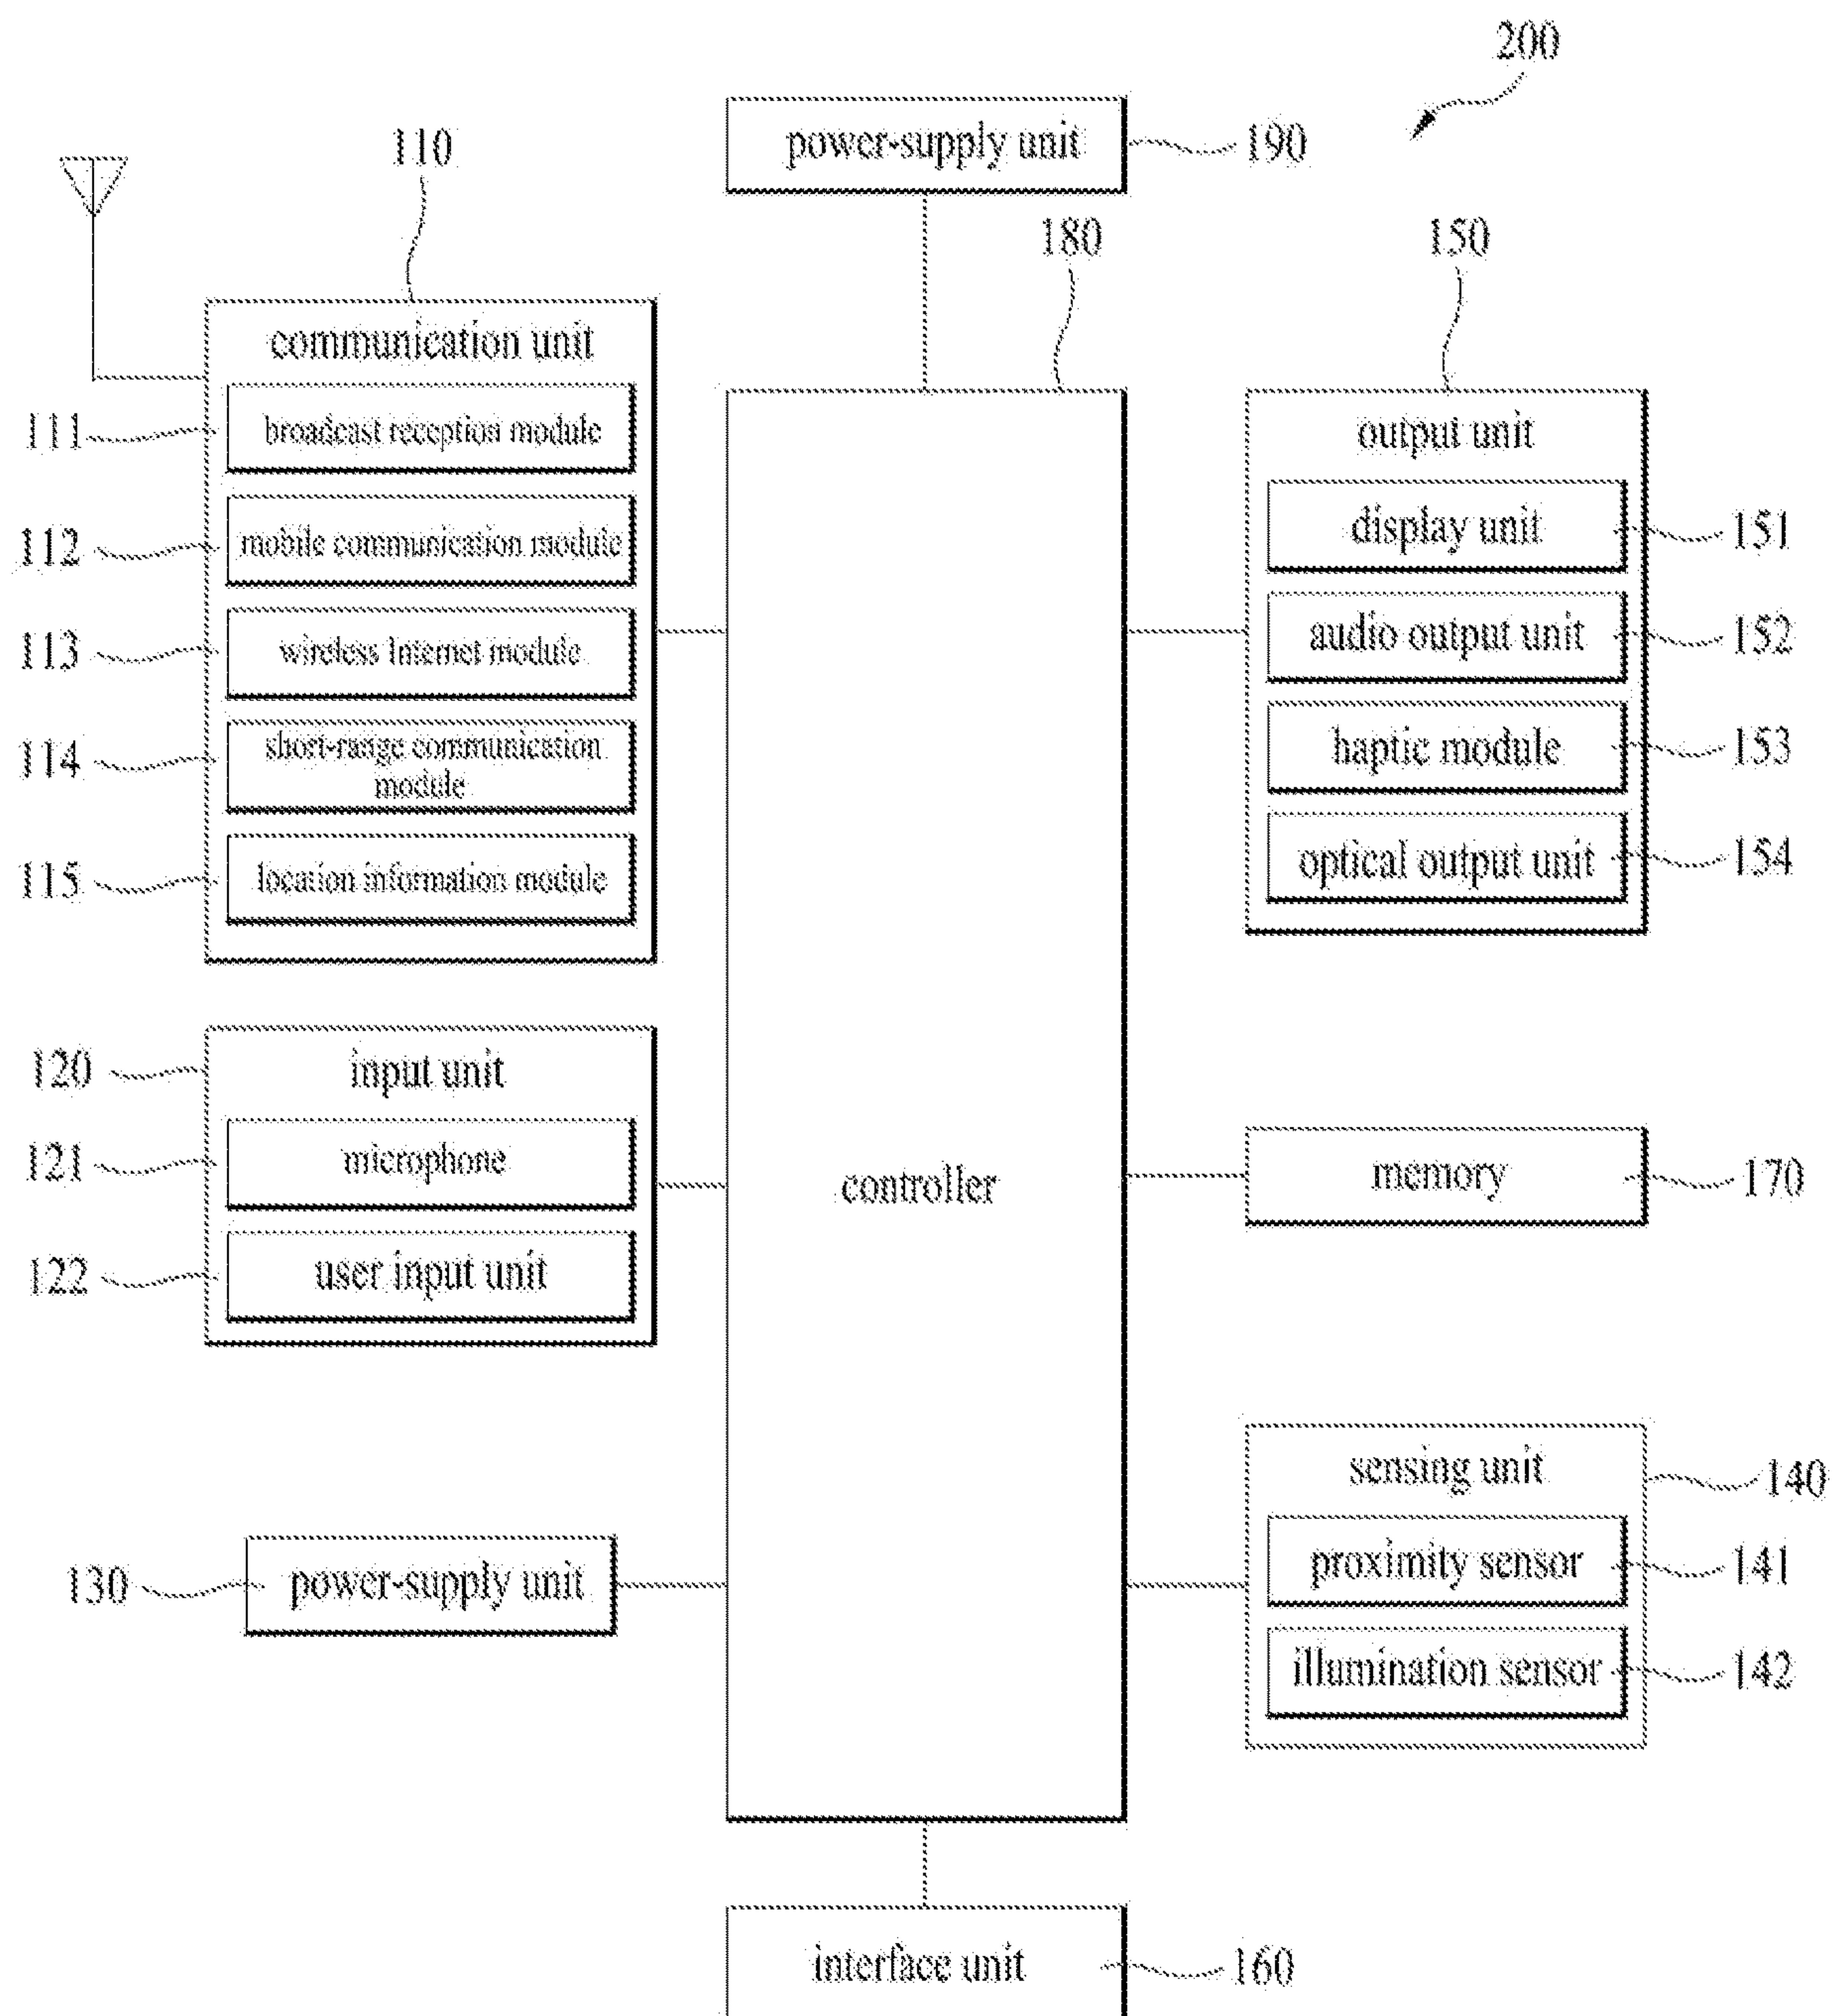 200
power-supply unit
190
110
180
150
communication unit
111
broadcast reception module
112
mobile communication module
113
wireless Internet module
114
short-range communication
module
115
location information module
output unit
display unit
151
audio output unit
152
haptic module
153
optical output unit
154
120
input unit
121
microphone
122
user input unit
controller
memory
170
130
power-supply unit
sensing unit
140
proximity sensor
141
illumination sensor
142
interface unit
160